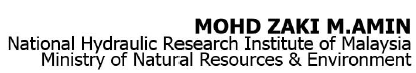 MOHD ZAKI M.AMIN
National Hydraulic Research Institute of Malaysia
Ministry of Natural Resources & Environment